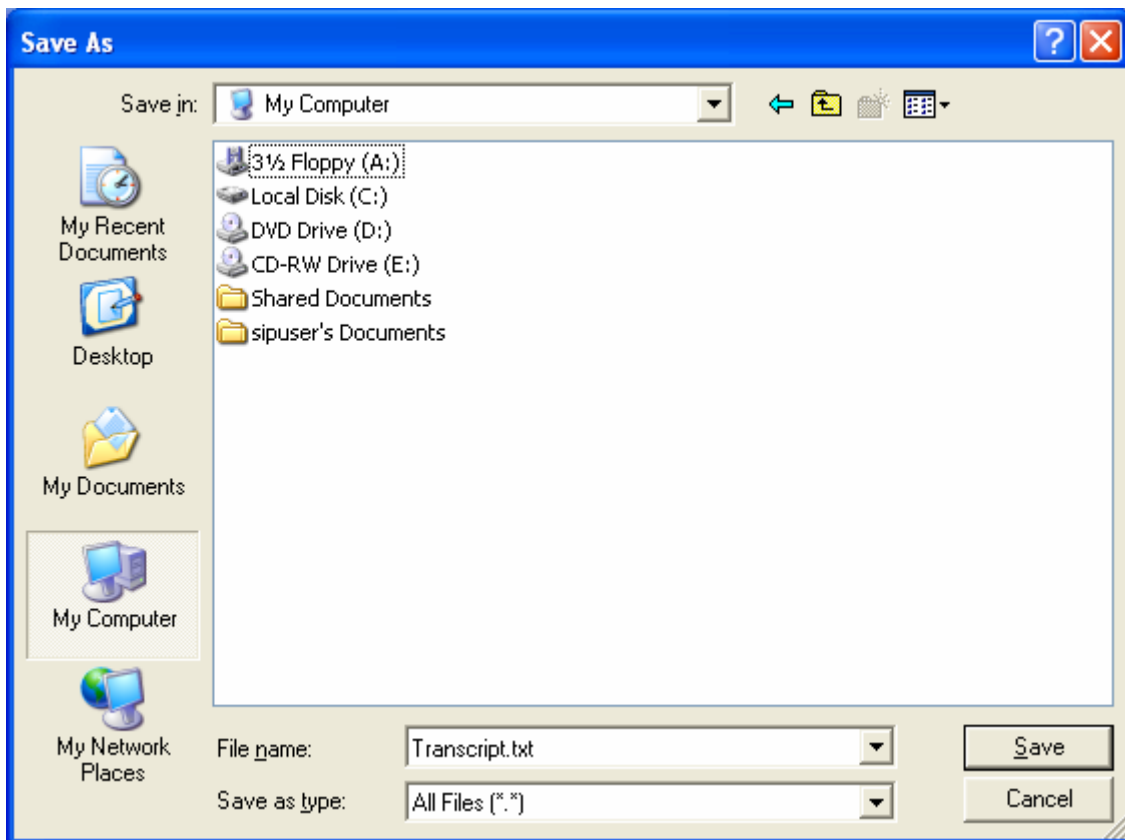 Save As
Save in:
My Computer
3½ Floppy (A:)
Local Disk (C:)
DVD Drive (D:)
CD-RW Drive (E:)
Shared Documents
sipuser's Documents
My Recent
Documents
Desktop
My Documents
My Computer
My Network
Places
File name:
Transcript.txt
Save
Save as type:
All Files (*.*)
Cancel